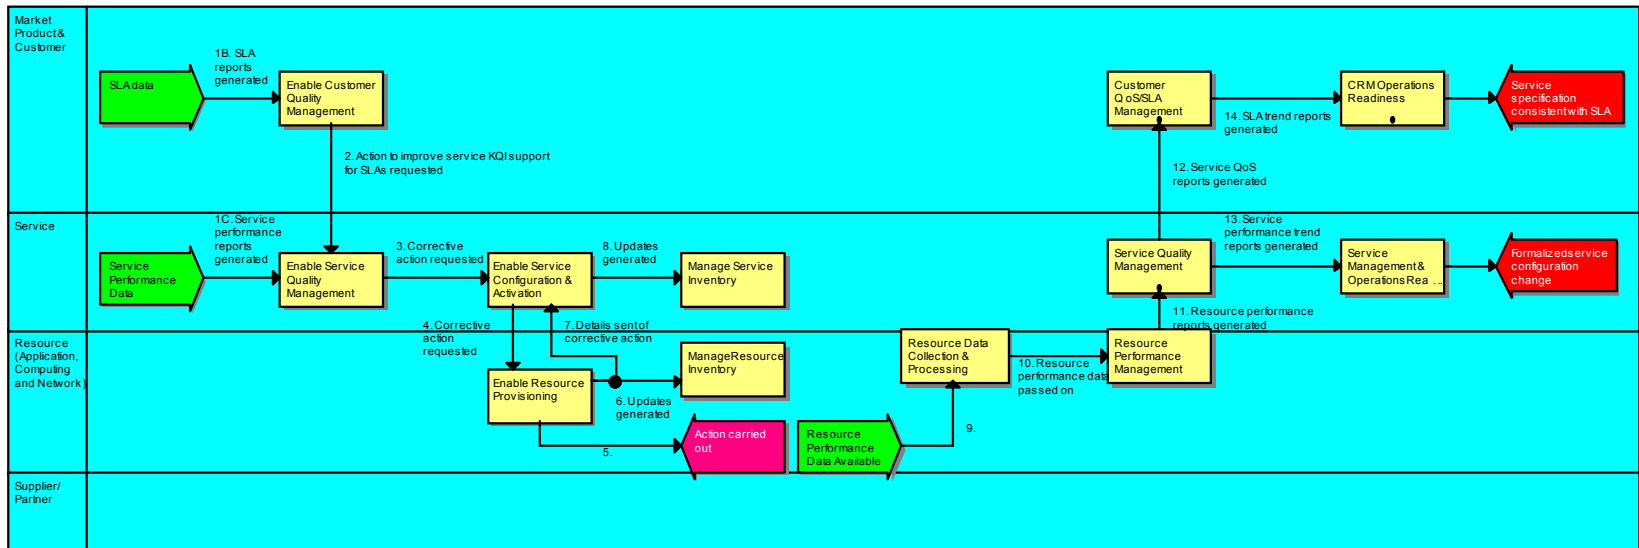 Market
Product &
Customer
SLA data
1B. SLA
reports
generated
Enable Customer
Quality
Management
2. Action to improve service KQI support
for SLAs requested
Customer
QoS/SLA
Management
14. SLA trend reports
generated
CRM Operations
Readiness
Service
specification
consistent with SLA
12. Service QoS
reports generated
Service
1C. Service
performance
reports
generated
Service
Performance
Data
Enable Service
Quality
Management
3. Corrective
action requested
Enable Service
Configuration &
Activation
8. Updates
generated
Manage Service
Inventory
Service Quality
Management
13. Service
performance trend
reports generated
Service
Management &
Operations Rea ...
Formalized service
configuration
change
11. Resource performance
reports generated
Resource
(Application,
Computing
and Network)
4. Corrective
action
requested
7. Details sent of
corrective action
Enable Resource
Provisioning
Manage Resource
Inventory
6. Updates
generated
5.
Action carried
out
Resource
Performance
Data Available
9.
Resource Data
Collection &
Processing
10. Resource
performance data
passed on
Resource
Performance
Management
Supplier/
Partner